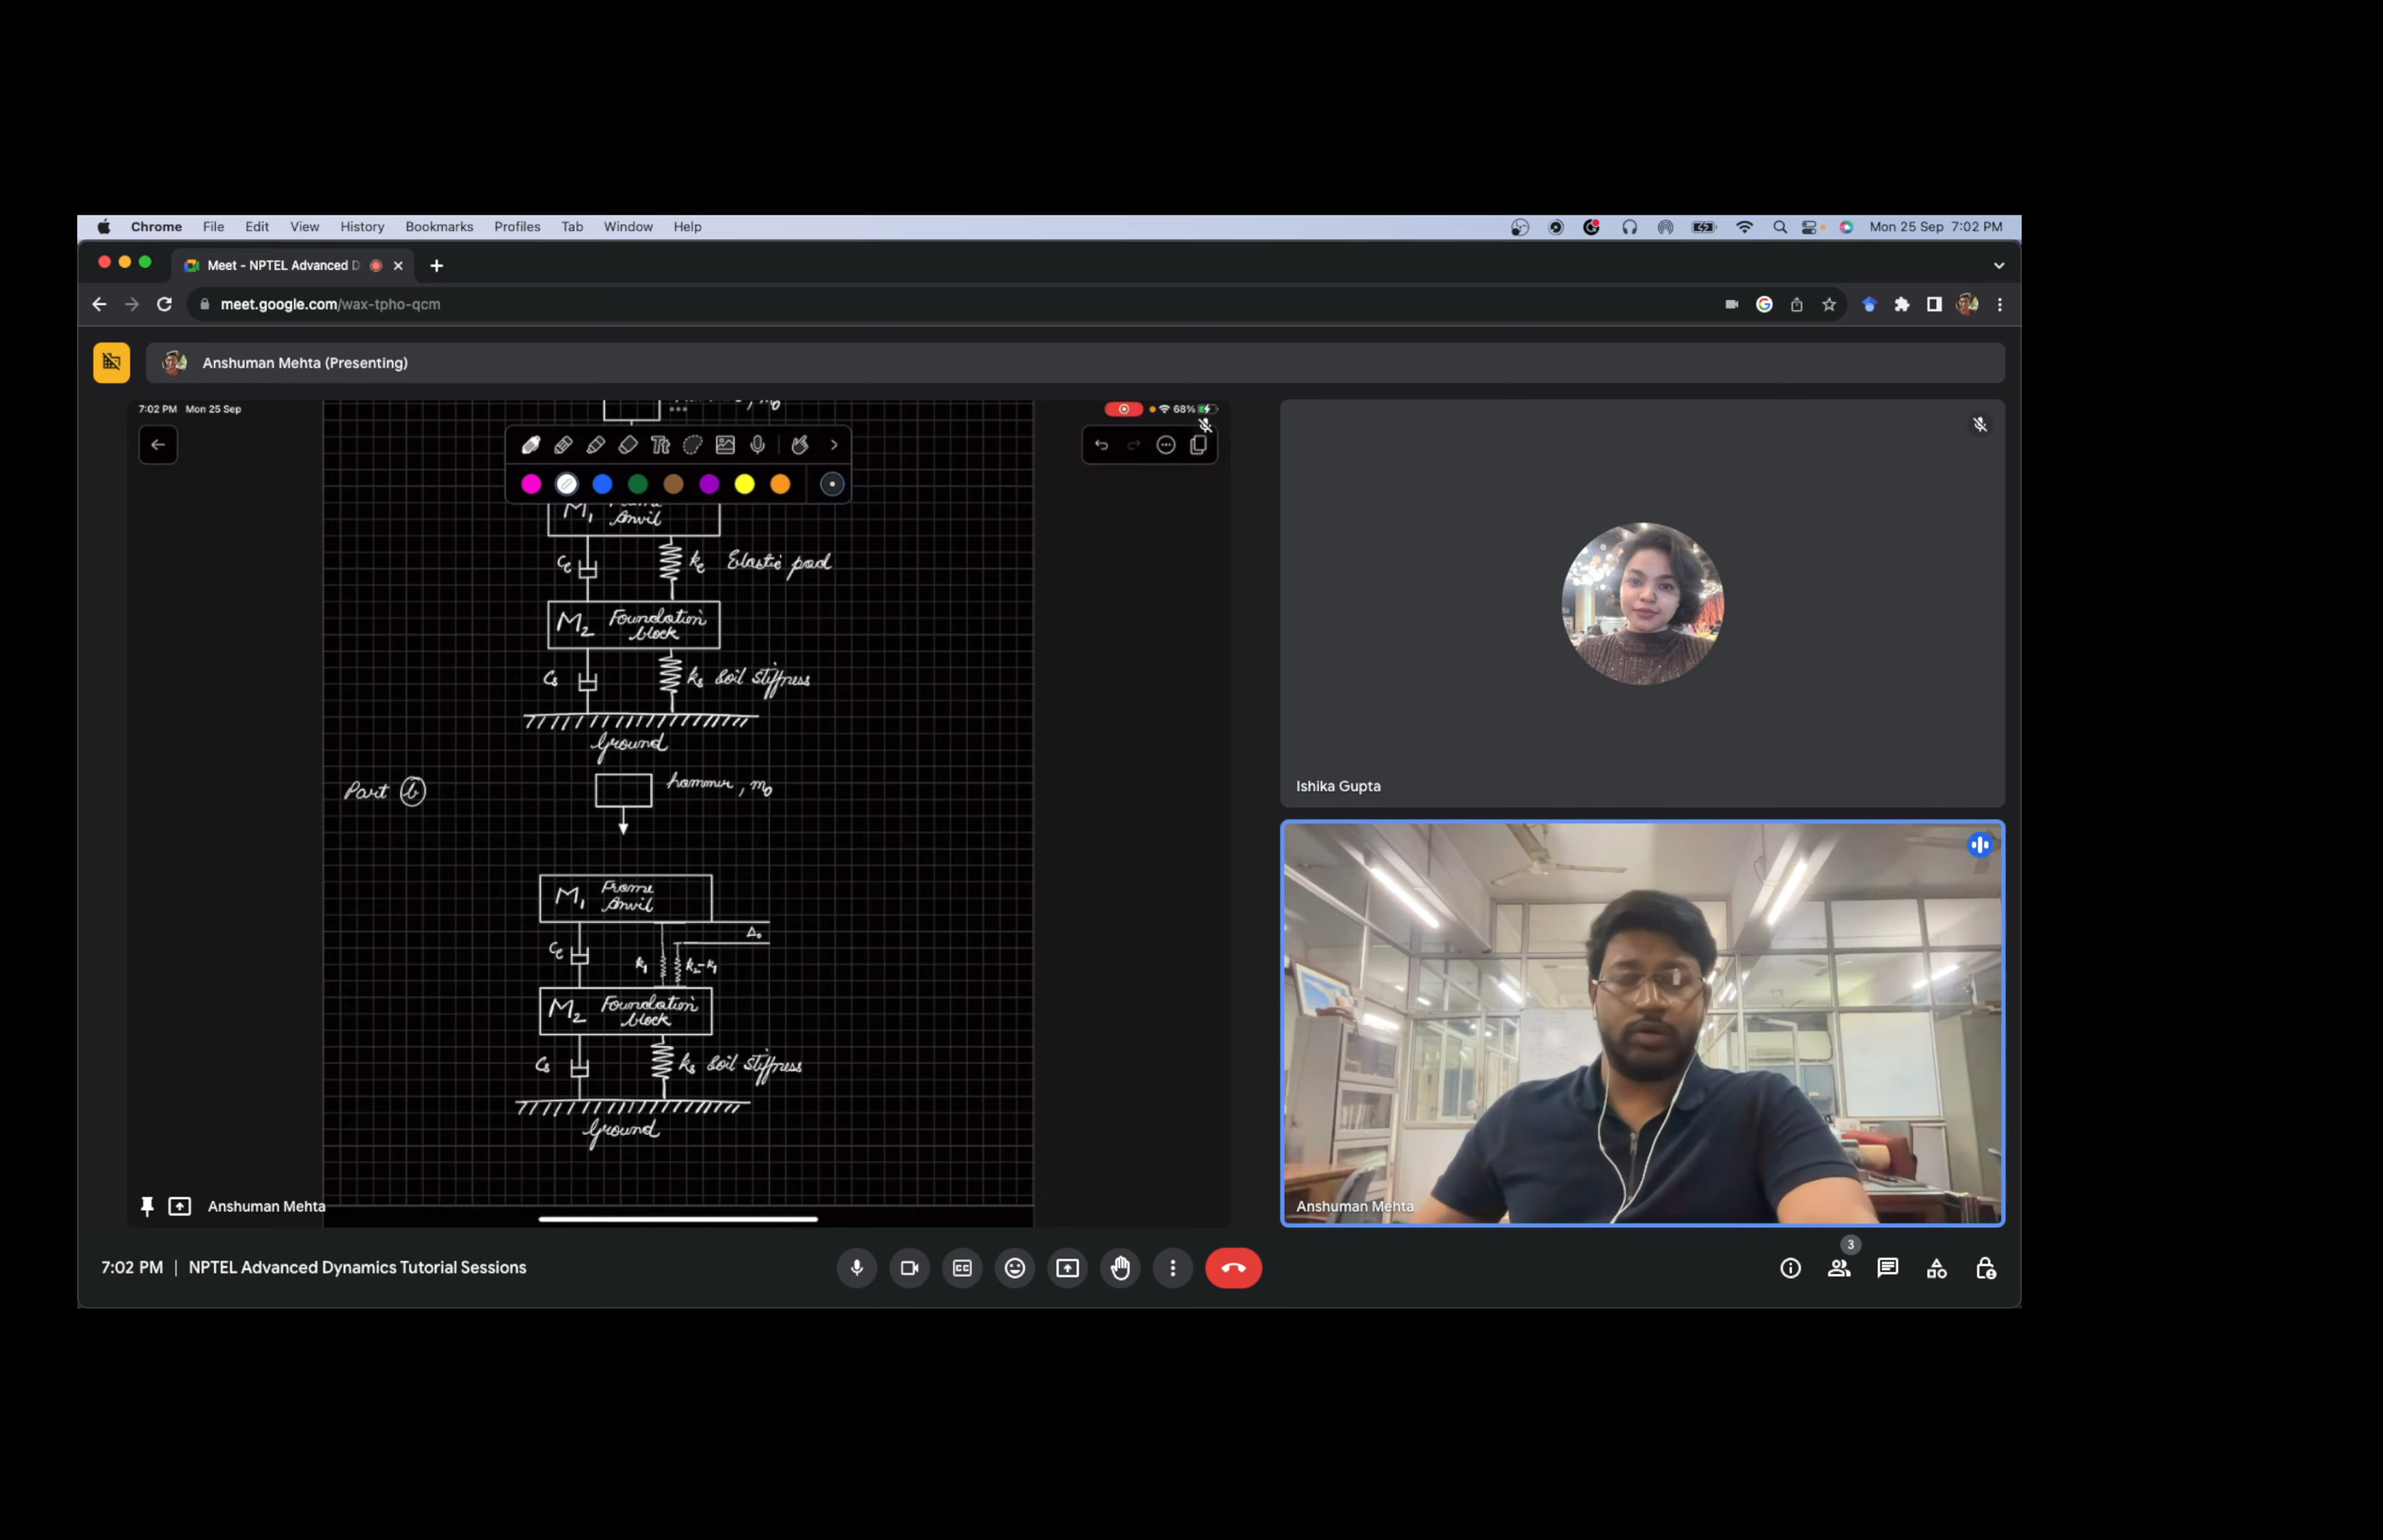 Chrome File Edit View History Bookmarks Profiles Tab Window Help Mon 25 Sep 7:02 PM
Meet - NPTEL Advanced D
meet.google.com/wax-tpho-qcm
Anshuman Mehta (Presenting)
7:02 PM Mon 25 Sep 68%
, m₀
Tt
M₁ Frame
Anvil
Cₑ kₑ Elastic pad
M₂ Foundation
block
Cₛ kₛ Soil stiffness
Ground
Part b hammer, m₀
M₁ Frame
Anvil
Δ₀
Cₑ k₁ k₂-k₁
M₂ Foundation
block
Cₛ kₛ Soil stiffness
Ground
Anshuman Mehta
Ishika Gupta
Anshuman Mehta
7:02 PM | NPTEL Advanced Dynamics Tutorial Sessions
CC
3